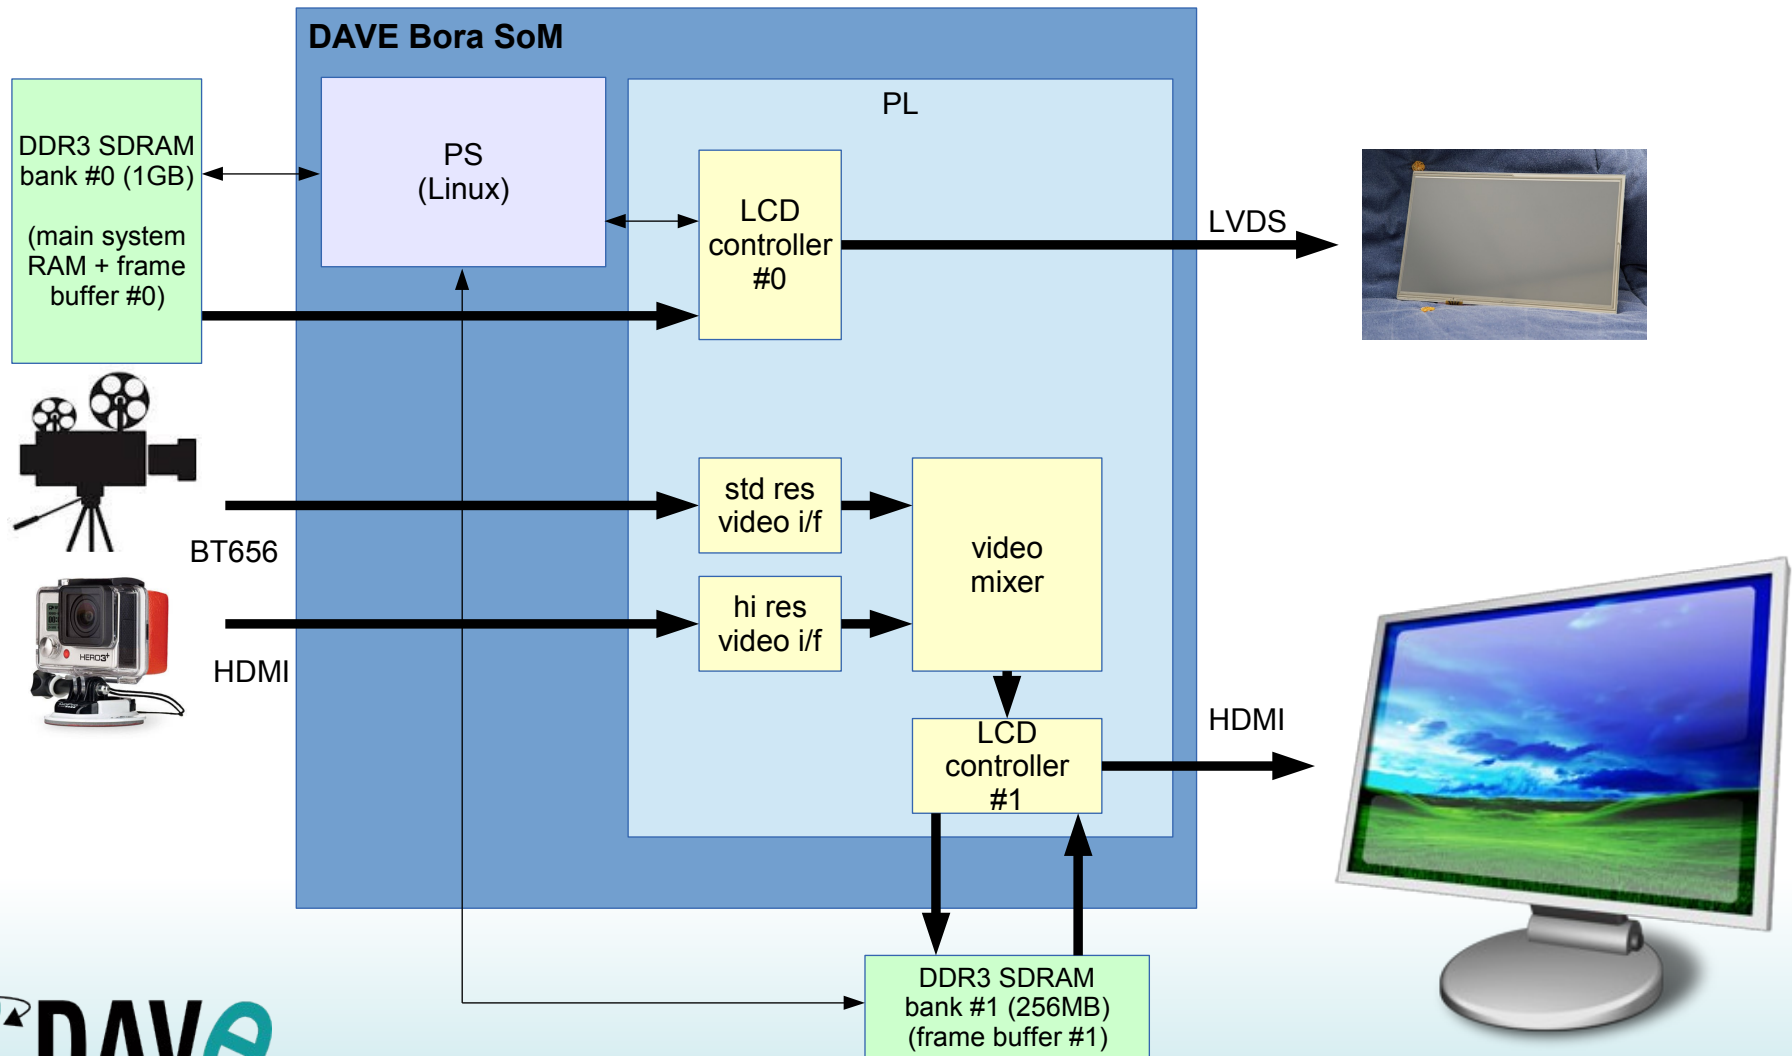 DAVE Bora SoM
DDR3 SDRAM
bank #0 (1GB)
(main system
RAM + frame
buffer #0)
PS
(Linux)
PL
LCD
controller
#0
LVDS
std res
video i/f
BT656
hi res
video i/f
HDMI
video
mixer
LCD
controller
#1
HDMI
DDR3 SDRAM
bank #1 (256MB)
(frame buffer #1)
HERO3+
DAVe